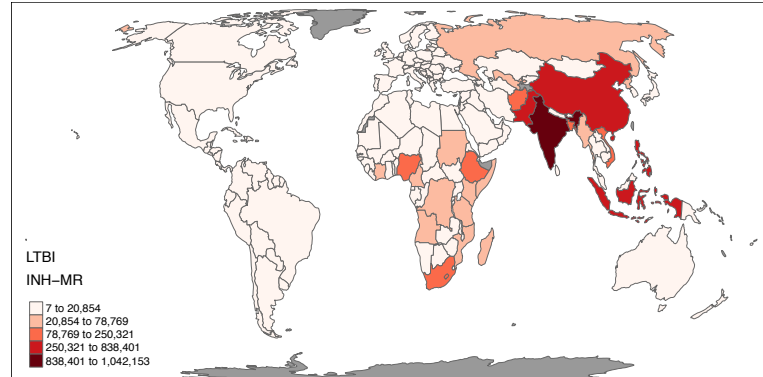 LTBI
INH−MR
7 to 20,854
20,854 to 78,769
78,769 to 250,321
250,321 to 838,401
838,401 to 1,042,153